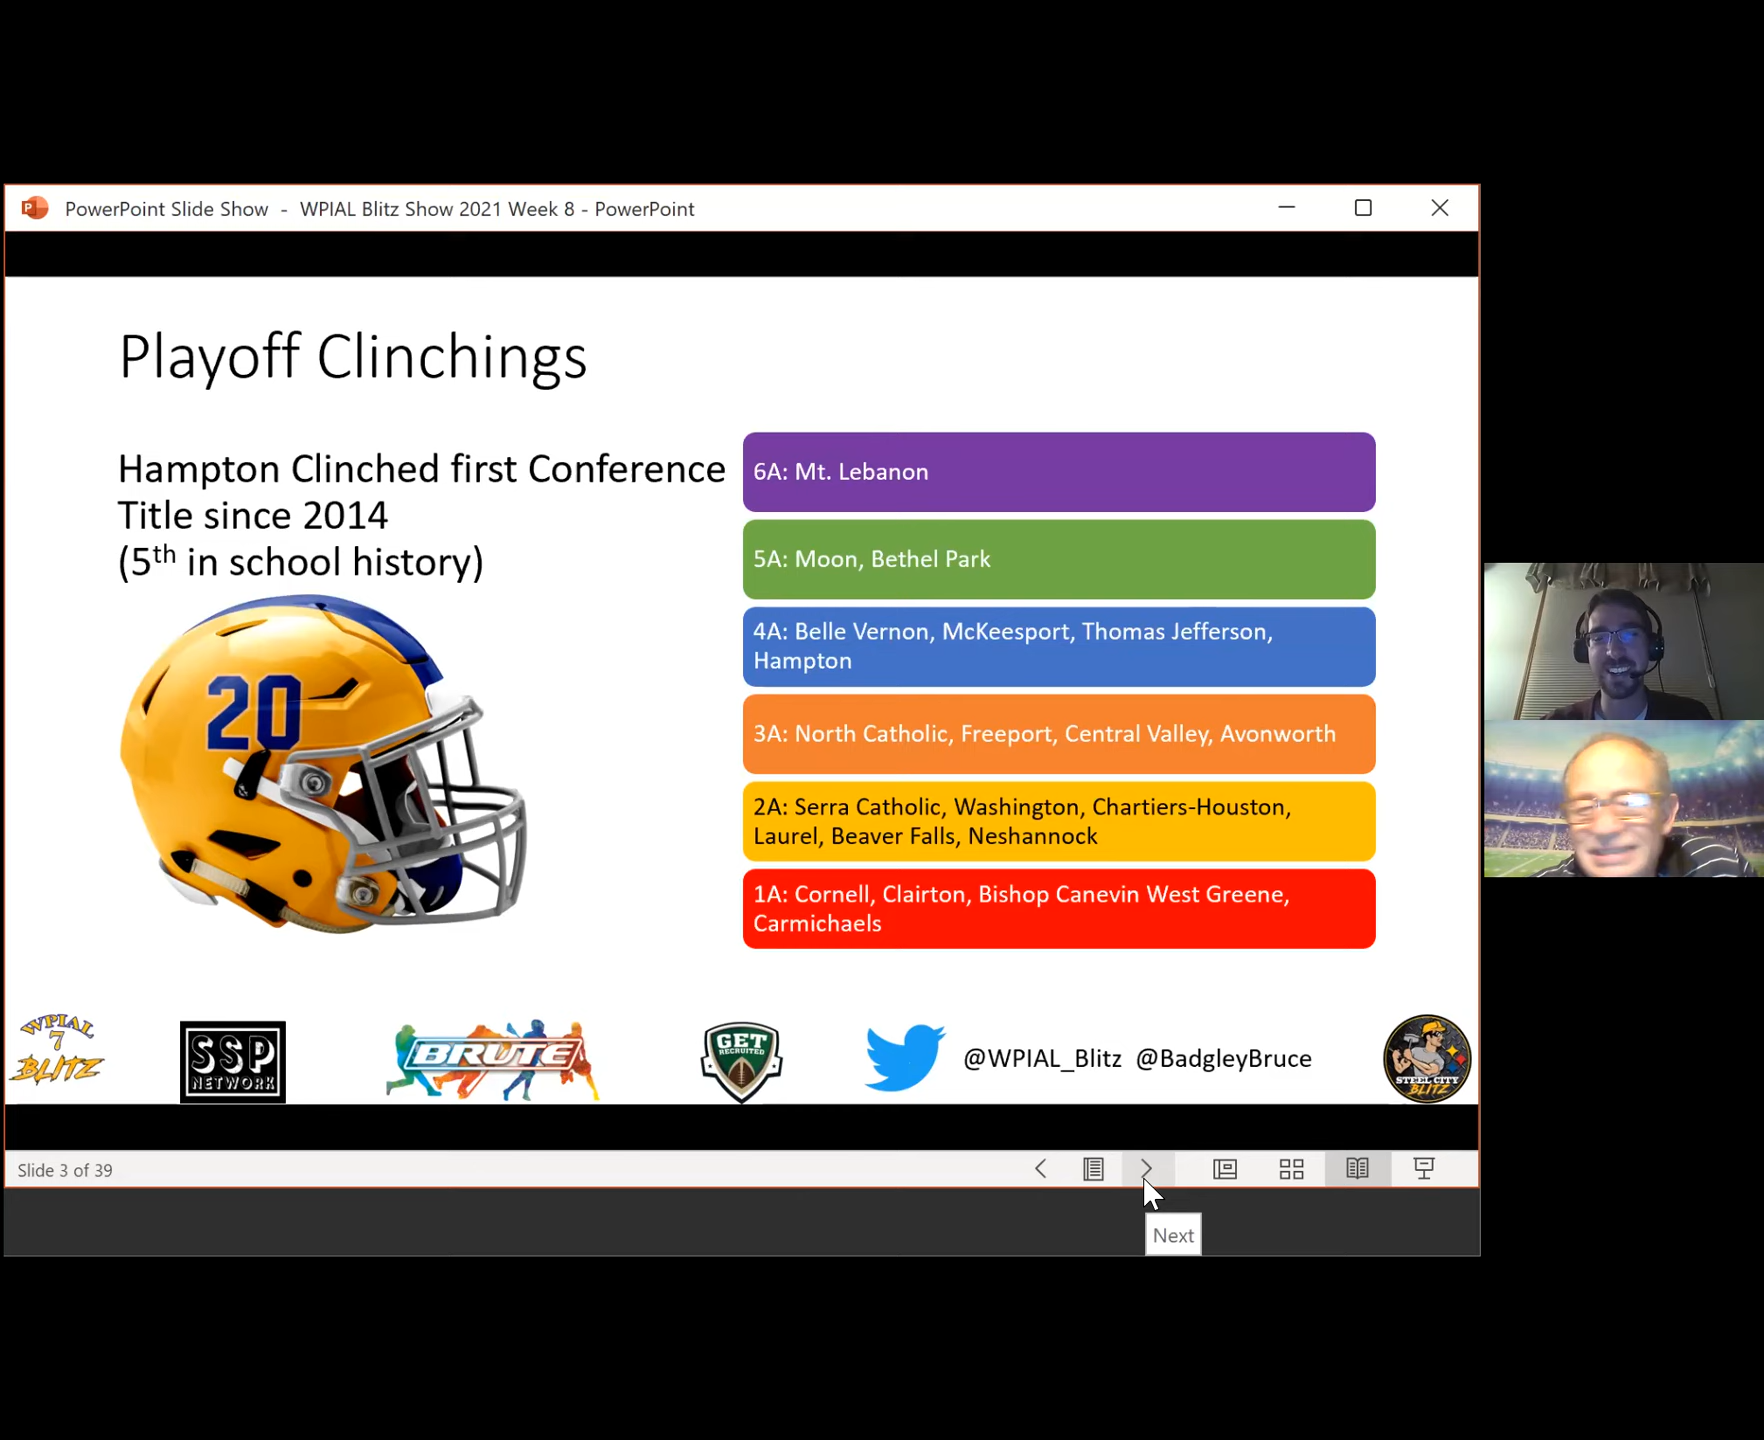 PowerPoint Slide Show - WPIAL Blitz Show 2021 Week 8 - PowerPoint
Playoff Clinchings
Hampton Clinched first Conference
Title since 2014
(5th in school history)
20
6A: Mt. Lebanon
5A: Moon, Bethel Park
4A: Belle Vernon, McKeesport, Thomas Jefferson,
Hampton
3A: North Catholic, Freeport, Central Valley, Avonworth
2A: Serra Catholic, Washington, Chartiers-Houston,
Laurel, Beaver Falls, Neshannock
1A: Cornell, Clairton, Bishop Canevin West Greene,
Carmichaels
WPIAL
7
BLITZ
SSP
NETWORK
BRUTE
GET
RECRUITED
@WPIAL_Blitz @BadgleyBruce
STEEL CITY
BLITZ
Slide 3 of 39
Next